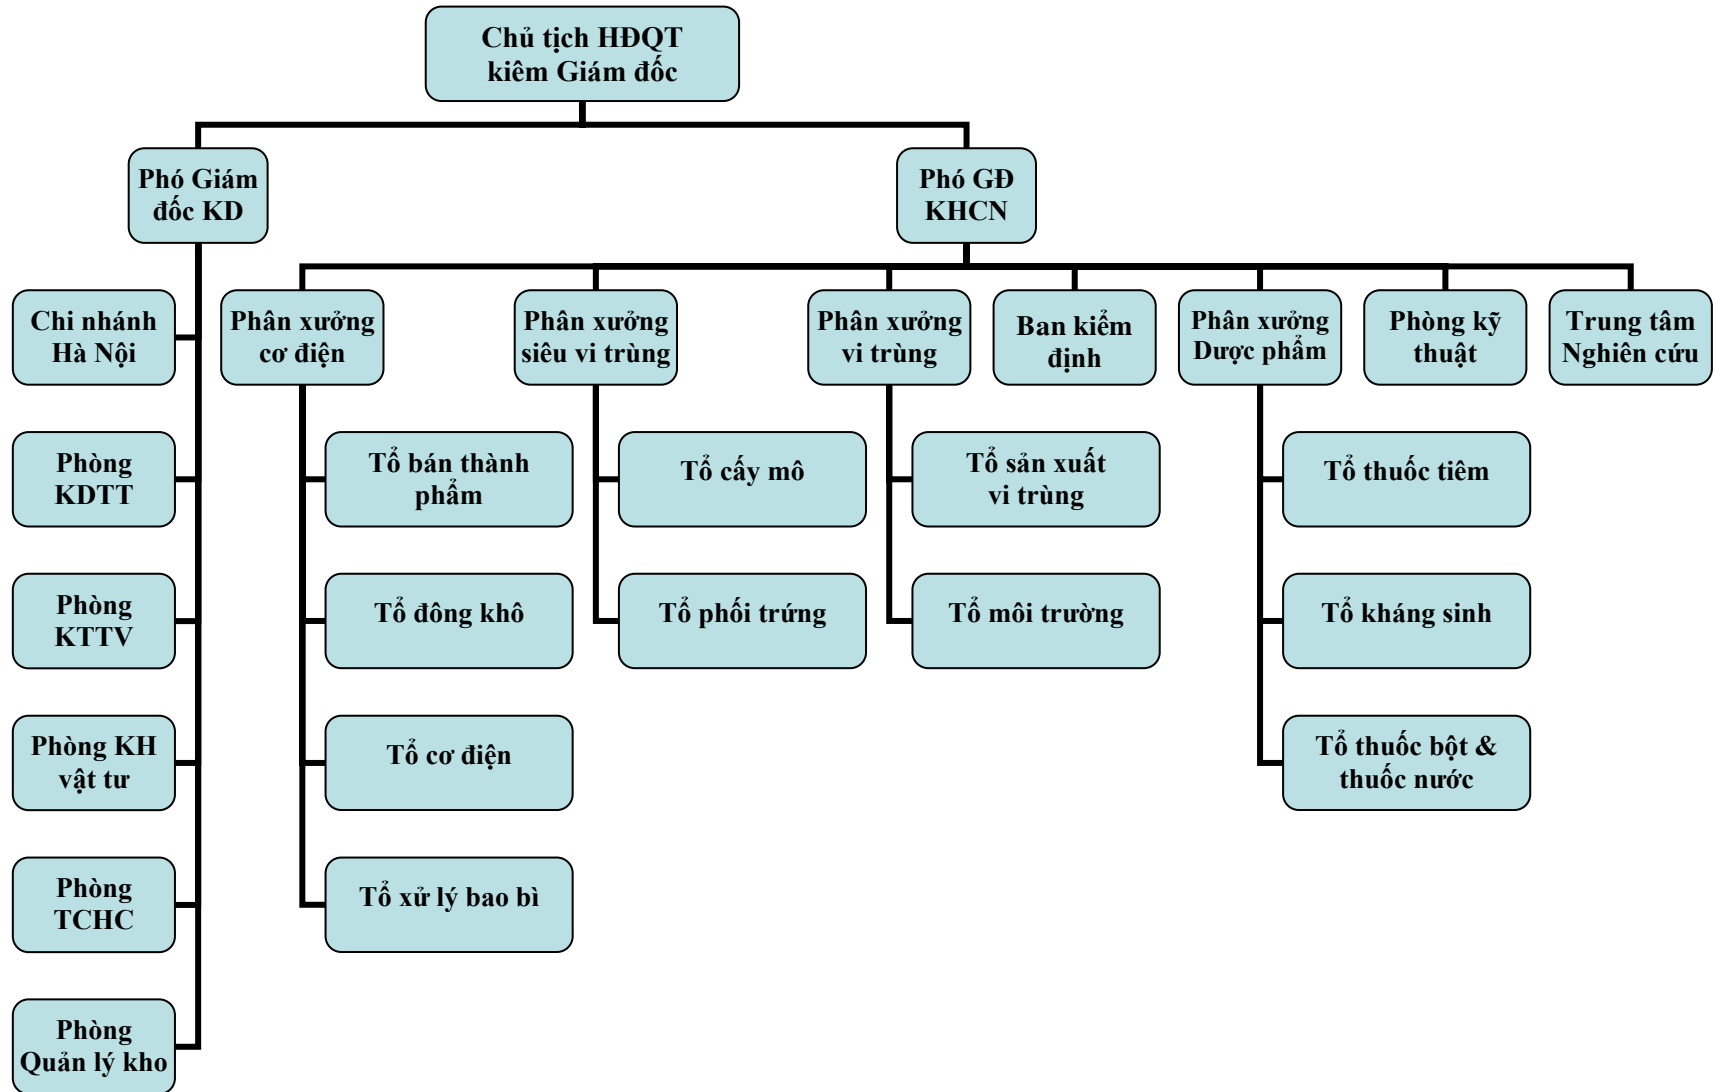 Chủ tịch HĐQT
kiêm Giám đốc
Phó Giám
đốc KD
Phó GĐ
KHCN
Chi nhánh
Hà Nội
Phân xưởng
cơ điện
Phân xưởng
siêu vi trùng
Phân xưởng
vi trùng
Ban kiểm
định
Phân xưởng
Dược phẩm
Phòng kỹ
thuật
Trung tâm
Nghiên cứu
Phòng
KDTT
Tổ bán thành
phẩm
Tổ cấy mô
Tổ sản xuất
vi trùng
Tổ thuốc tiêm
Phòng
KTTV
Tổ đông khô
Tổ phối trứng
Tổ môi trường
Tổ kháng sinh
Phòng KH
vật tư
Tổ cơ điện
Tổ thuốc bột &
thuốc nước
Phòng
TCHC
Tổ xử lý bao bì
Phòng
Quản lý kho